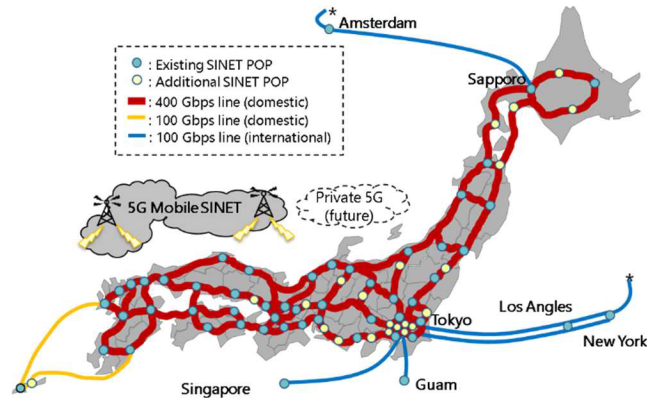 *
Amsterdam
: Existing SINET POP
: Additional SINET POP
: 400 Gbps line (domestic)
: 100 Gbps line (domestic)
: 100 Gbps line (international)
Sapporo
5G Mobile SINET
Private 5G
(future)
*
Tokyo
Los Angles
New York
Singapore
Guam